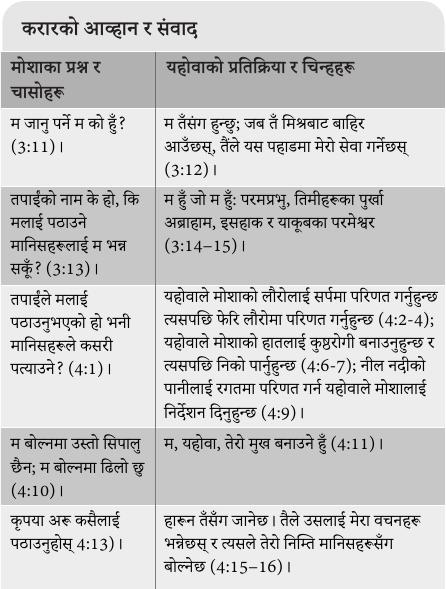 करारको आव्हान र संवाद
मोशाका प्रश्न र
चासोहरू
यहोवाको प्रतिक्रिया र चिन्हहरू
म जानु पर्ने म को हुँ?
(3:11)।
म तँसंग हुन्छु; जब तँ मिश्रबाट बाहिर
आउँछस्, तैंले यस पहाडमा मेरो सेवा गर्नेछस्
(3:12)।
तपाईंको नाम के हो, कि
मलाई पठाउने
मानिसहरूलाई म भन्न
सकूँ? (3:13)।
म हुँ जो म हुँ: परमप्रभु, तिमीहरूका पुर्खा
अब्राहाम, इसहाक र याकूबका परमेश्वर
(3:14–15)।
तपाईंले मलाई
पठाउनुभएको हो भनी
मानिसहरूले कसरी
पत्याउने? (4:1)।
यहोवाले मोशाको लौरोलाई सर्पमा परिणत गर्नुहुन्छ
त्यसपछि फेरि लौरोमा परिणत गर्नुहुन्छ (4:2-4);
यहोवाले मोशाको हातलाई कुष्ठरोगी बनाउनुहुन्छ र
त्यसपछि निको पार्नुहुन्छ (4:6-7); नील नदीको
पानीलाई रगतमा परिणत गर्न यहोवाले मोशालाई
निर्देशन दिनुहुन्छ (4:9)।
म बोल्नमा उस्तो सिपालु
छैन; म बोल्नमा ढिलो छु
(4:10)।
म, यहोवा, तेरो मुख बनाउने हुँ (4:11)।
कृपया अरू कसैलाई
पठाउनुहोस् 4:13)।
हारून तँसँग जानेछ। तैले उसलाई मेरा वचनहरू
भन्नेछस् र त्यसले तेरो निम्ति मानिसहरूसँग
बोल्नेछ (4:15–16)।